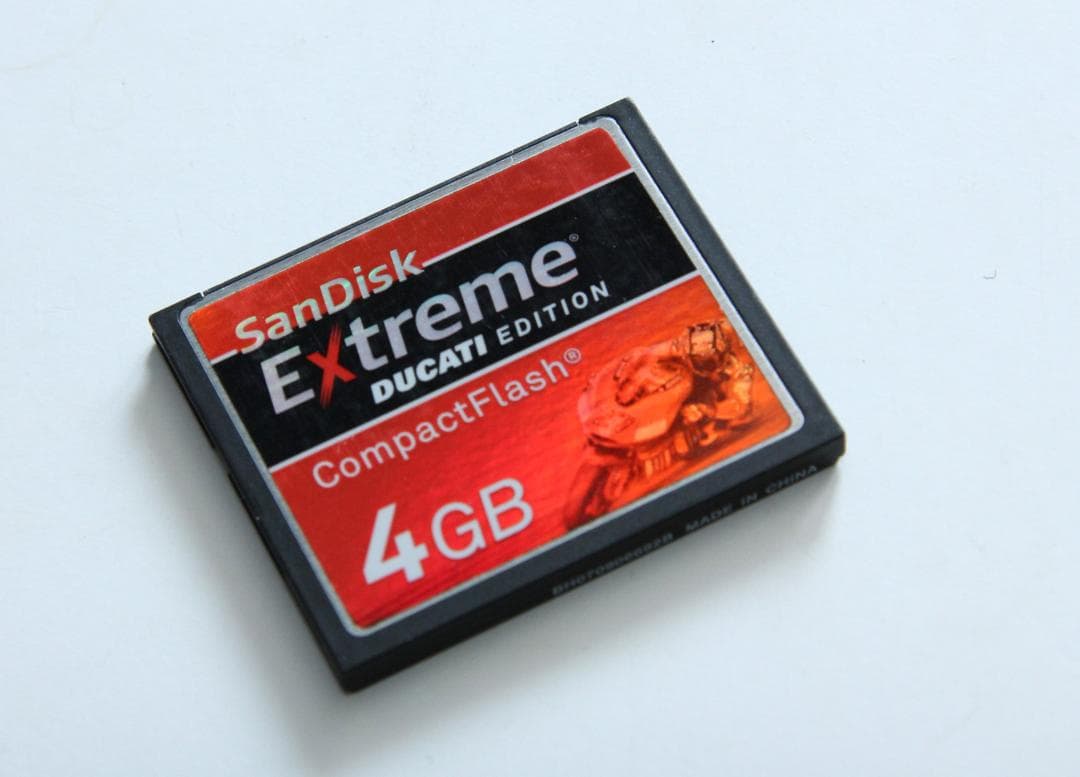 SanDisk
Extreme®
DUCATI EDITION
CompactFlash®
4GB
MADE IN CHINA